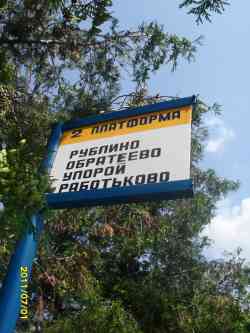 2 ПЛАТФОРМА
РУБЛИНО
ОБРАТЕЕВО
УПОРОЙ
РАБОТЬКОВО
2011/07/01